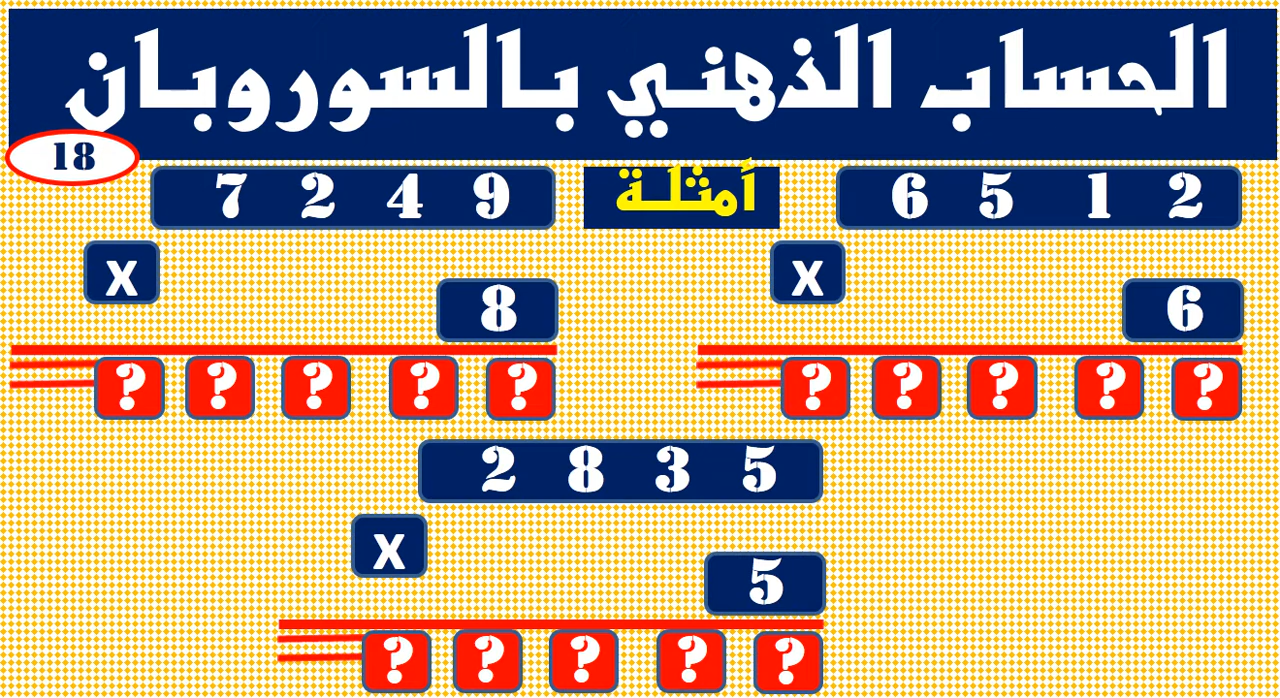 الحساب الذهني بالسوروبان
18
7 2 4 9
أمثلة
6 5 1 2
x
x
8
6
? ? ? ? ?
? ? ? ? ?
2 8 3 5
x
5
? ? ? ? ?